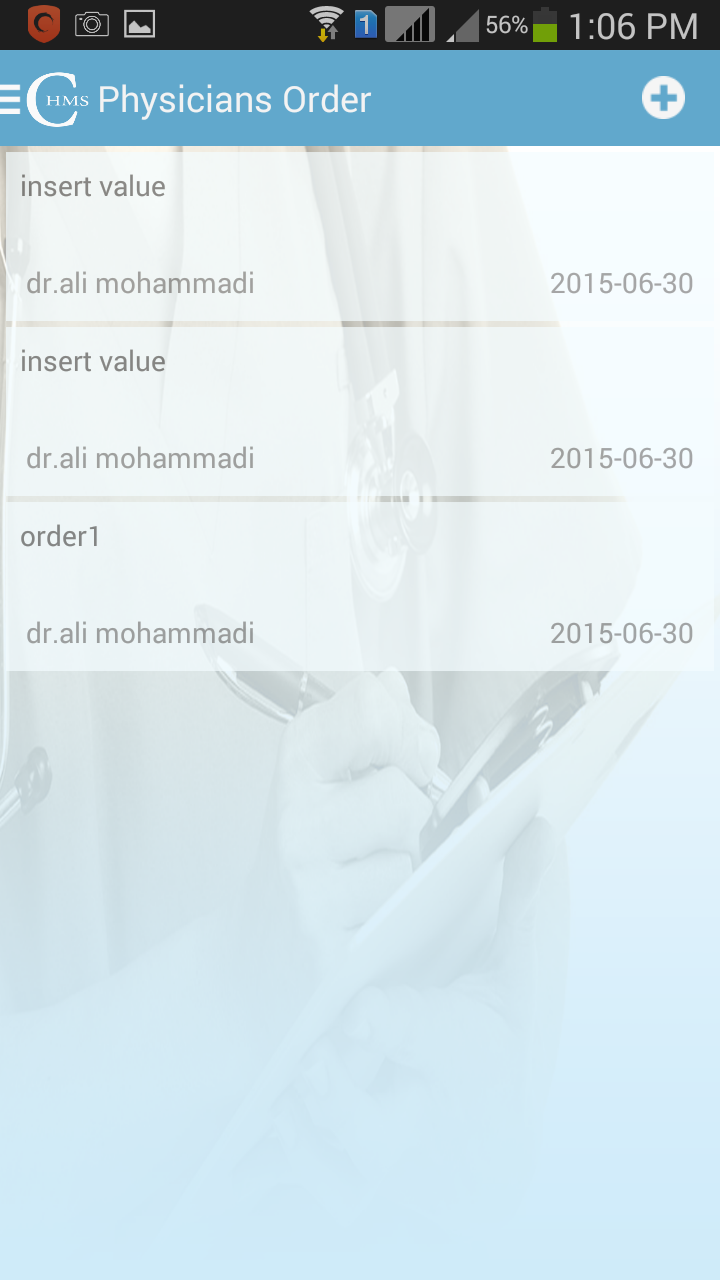 1 56% 1:06 PM
CHMS Physicians Order
insert value
dr.ali mohammadi 2015-06-30
insert value
dr.ali mohammadi 2015-06-30
order1
dr.ali mohammadi 2015-06-30